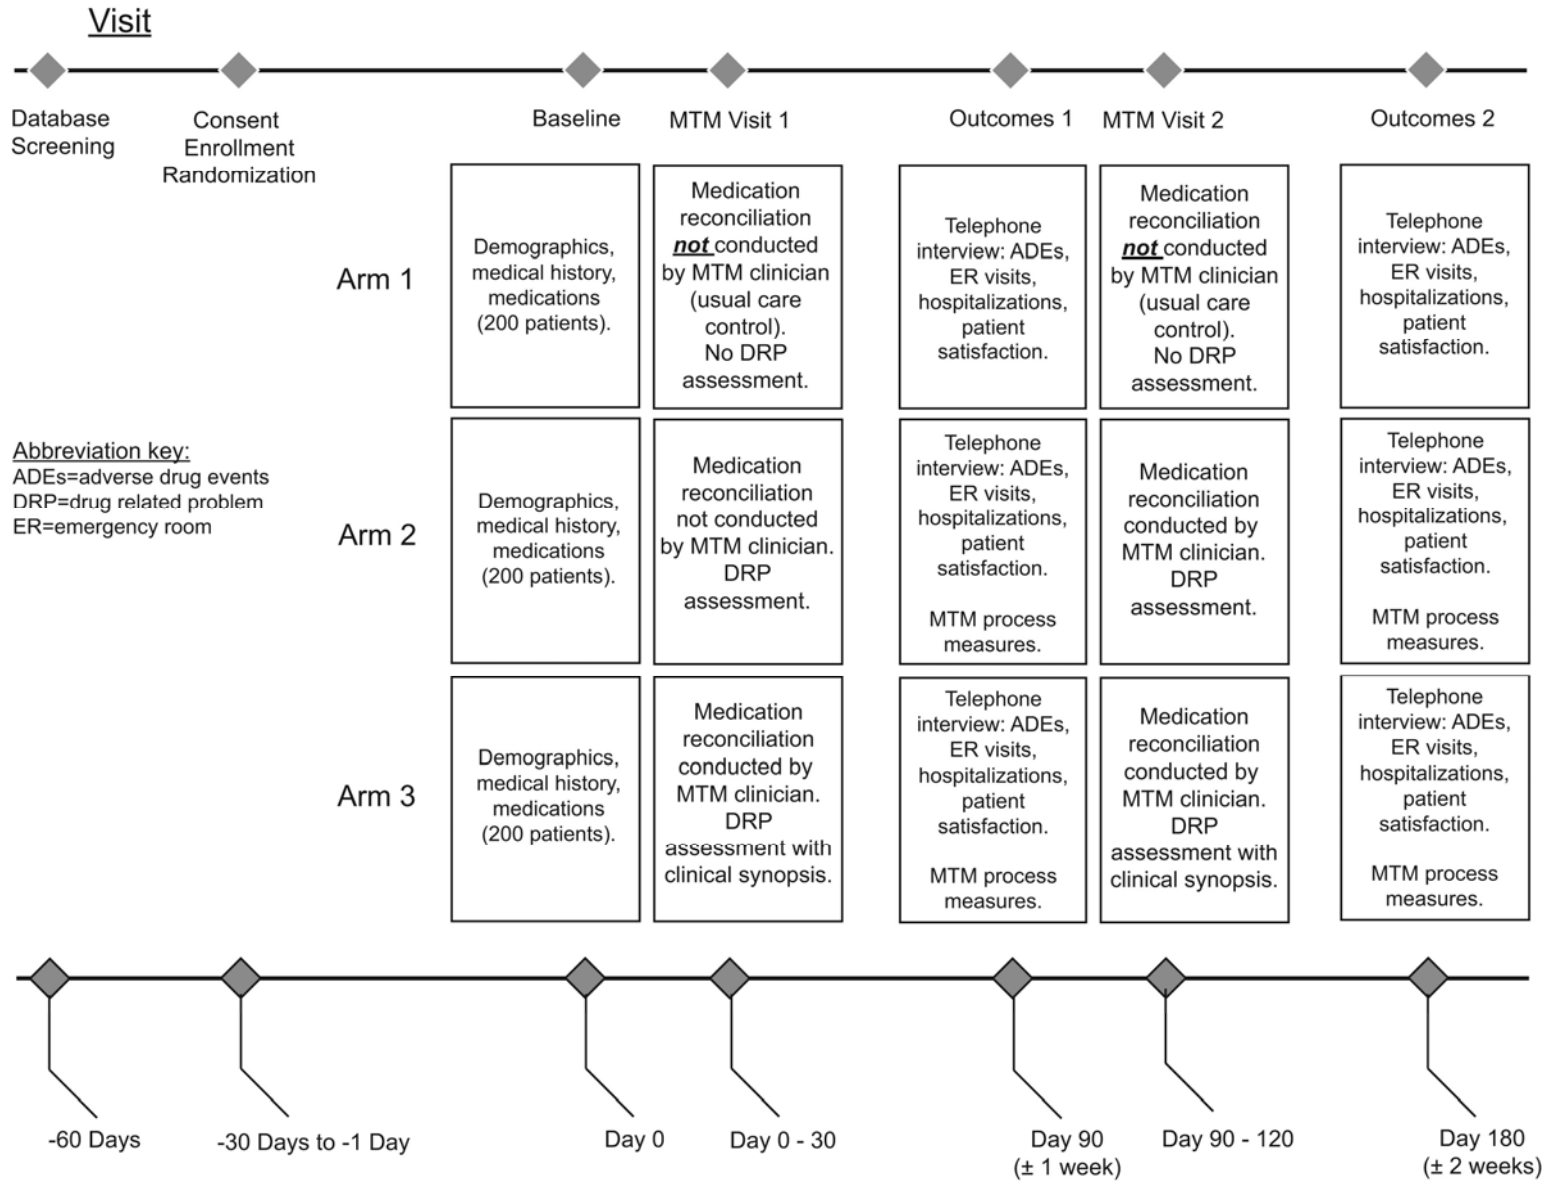 Visit
Database
Screening
Consent
Enrollment
Randomization
Baseline
MTM Visit 1
Outcomes 1
MTM Visit 2
Outcomes 2
Arm 1
Demographics,
medical history,
medications
(200 patients).
Medication
reconciliation
not conducted
by MTM clinician
(usual care
control).
No DRP
assessment.
Telephone
interview: ADEs,
ER visits,
hospitalizations,
patient
satisfaction.
Medication
reconciliation
not conducted
by MTM clinician
(usual care
control).
No DRP
assessment.
Telephone
interview: ADEs,
ER visits,
hospitalizations,
patient
satisfaction.
Abbreviation key:
ADEs=adverse drug events
DRP=drug related problem
ER=emergency room
Arm 2
Demographics,
medical history,
medications
(200 patients).
Medication
reconciliation
not conducted
by MTM clinician.
DRP
assessment.
Telephone
interview: ADEs,
ER visits,
hospitalizations,
patient
satisfaction.
MTM process
measures.
Medication
reconciliation
conducted by
MTM clinician.
DRP
assessment.
Telephone
interview: ADEs,
ER visits,
hospitalizations,
patient
satisfaction.
MTM process
measures.
Arm 3
Demographics,
medical history,
medications
(200 patients).
Medication
reconciliation
conducted by
MTM clinician.
DRP
assessment with
clinical synopsis.
Telephone
interview: ADEs,
ER visits,
hospitalizations,
patient
satisfaction.
MTM process
measures.
Medication
reconciliation
conducted by
MTM clinician.
DRP
assessment with
clinical synopsis.
Telephone
interview: ADEs,
ER visits,
hospitalizations,
patient
satisfaction.
MTM process
measures.
-60 Days
-30 Days to -1 Day
Day 0
Day 0 - 30
Day 90
(± 1 week)
Day 90 - 120
Day 180
(± 2 weeks)